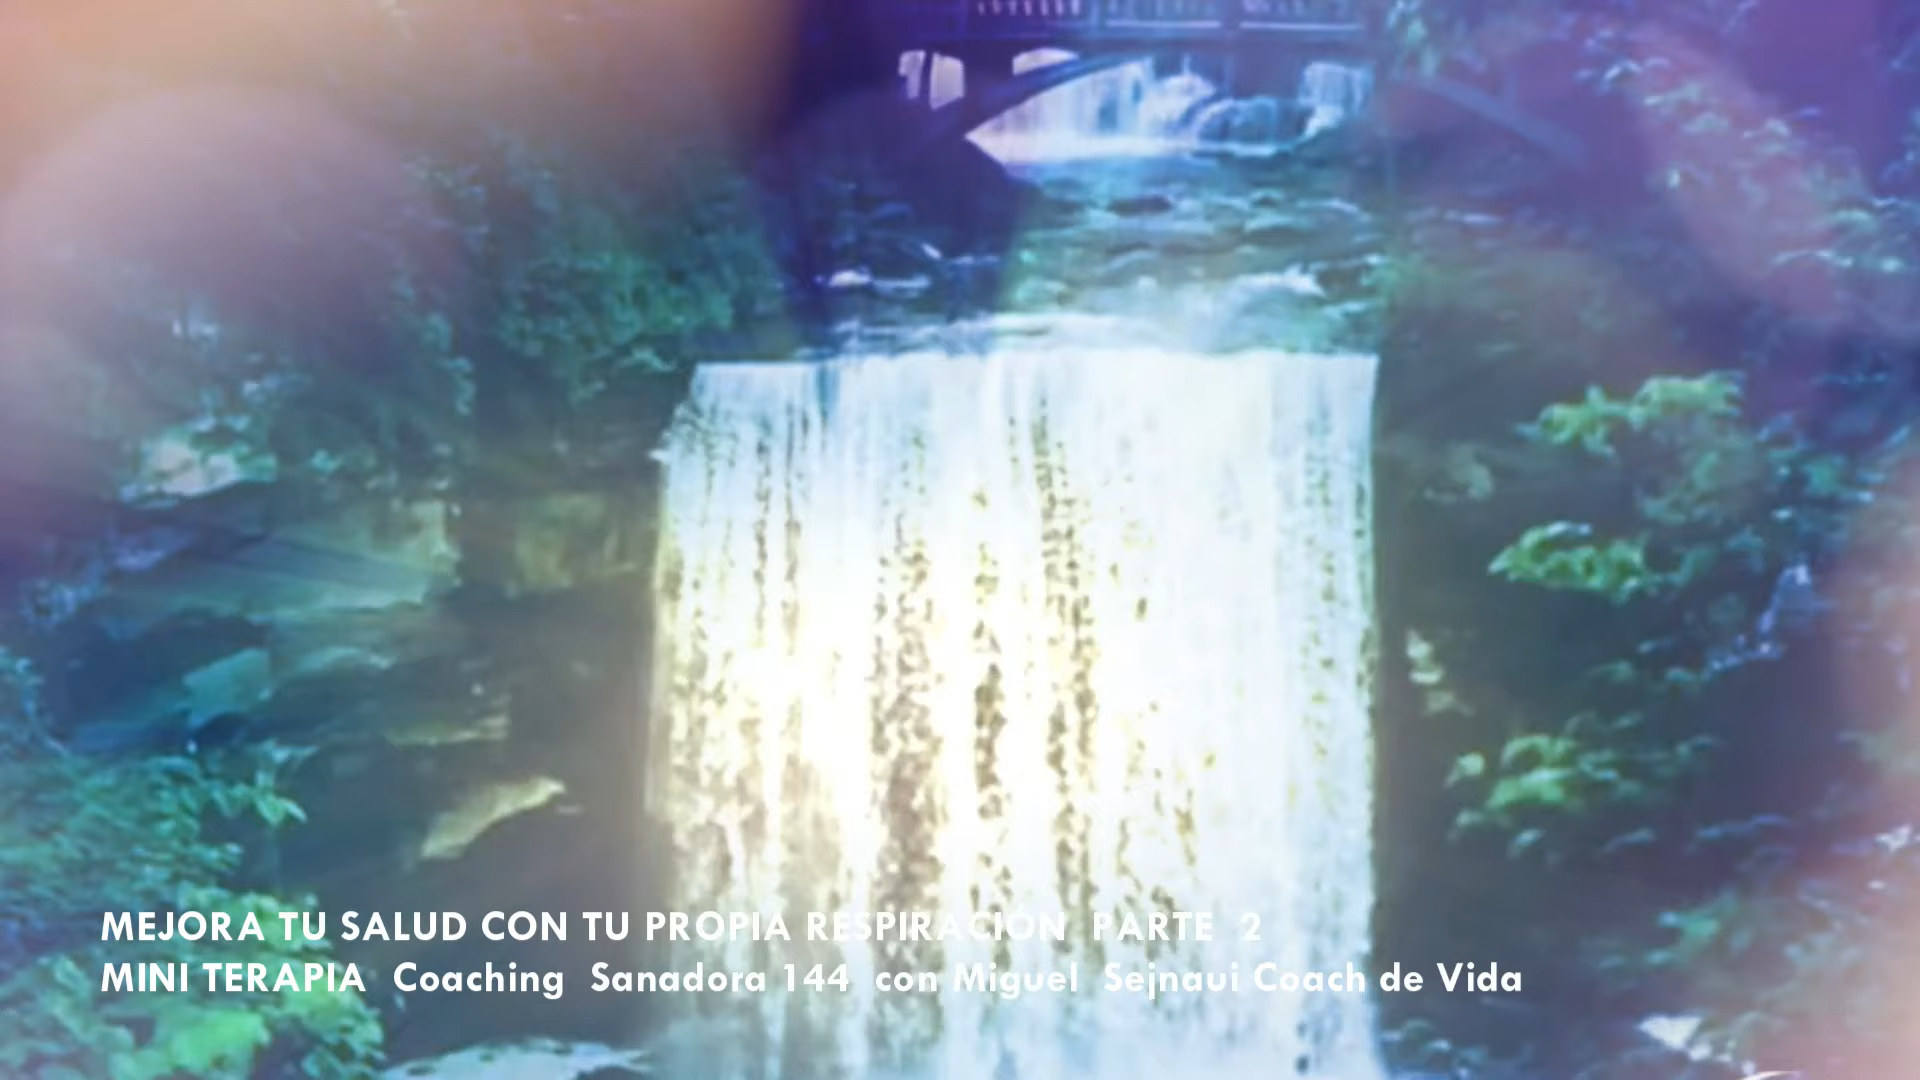 MEJORA TU SALUD CON TU PROPIA RESPIRACIÓN PARTE 2
MINI TERAPIA Coaching Sanadora 144 con Miguel Sejnaui Coach de Vida